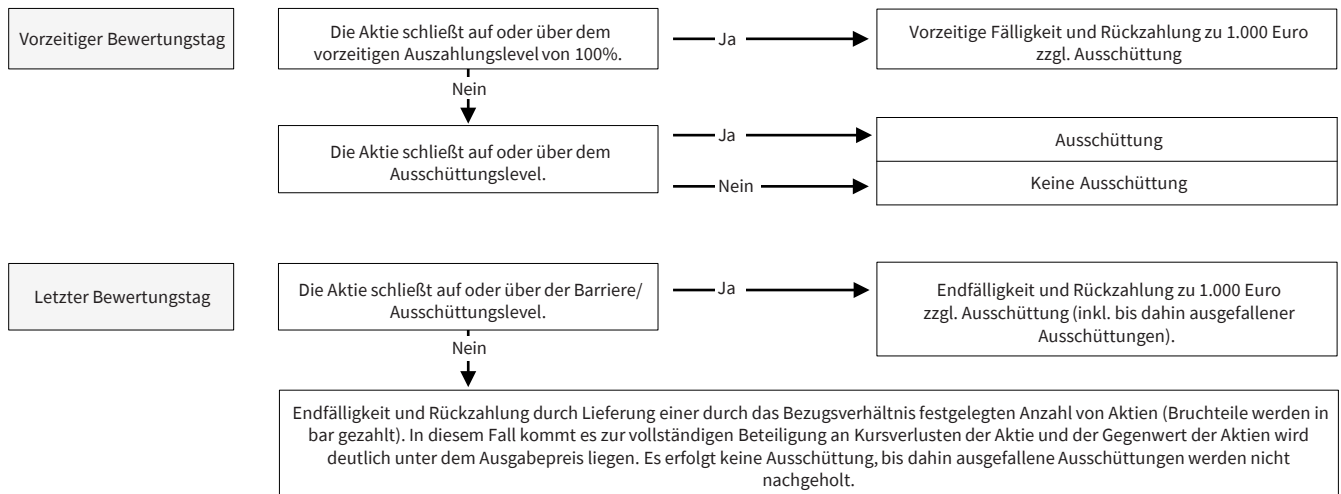 Vorzeitiger Bewertungstag
Die Aktie schließt auf oder über dem
vorzeitigen Auszahlungslevel von 100%.
Ja
Vorzeitige Fälligkeit und Rückzahlung zu 1.000 Euro
zzgl. Ausschüttung
Nein
Die Aktie schließt auf oder über dem
Ausschüttungslevel.
Ja
Ausschüttung
Nein
Keine Ausschüttung
Letzter Bewertungstag
Die Aktie schließt auf oder über der Barriere/
Ausschüttungslevel.
Ja
Endfälligkeit und Rückzahlung zu 1.000 Euro
zzgl. Ausschüttung (inkl. bis dahin ausgefallener
Ausschüttungen).
Nein
Endfälligkeit und Rückzahlung durch Lieferung einer durch das Bezugsverhältnis festgelegten Anzahl von Aktien (Bruchteile werden in
bar gezahlt). In diesem Fall kommt es zur vollständigen Beteiligung an Kursverlusten der Aktie und der Gegenwert der Aktien wird
deutlich unter dem Ausgabepreis liegen. Es erfolgt keine Ausschüttung, bis dahin ausgefallene Ausschüttungen werden nicht
nachgeholt.